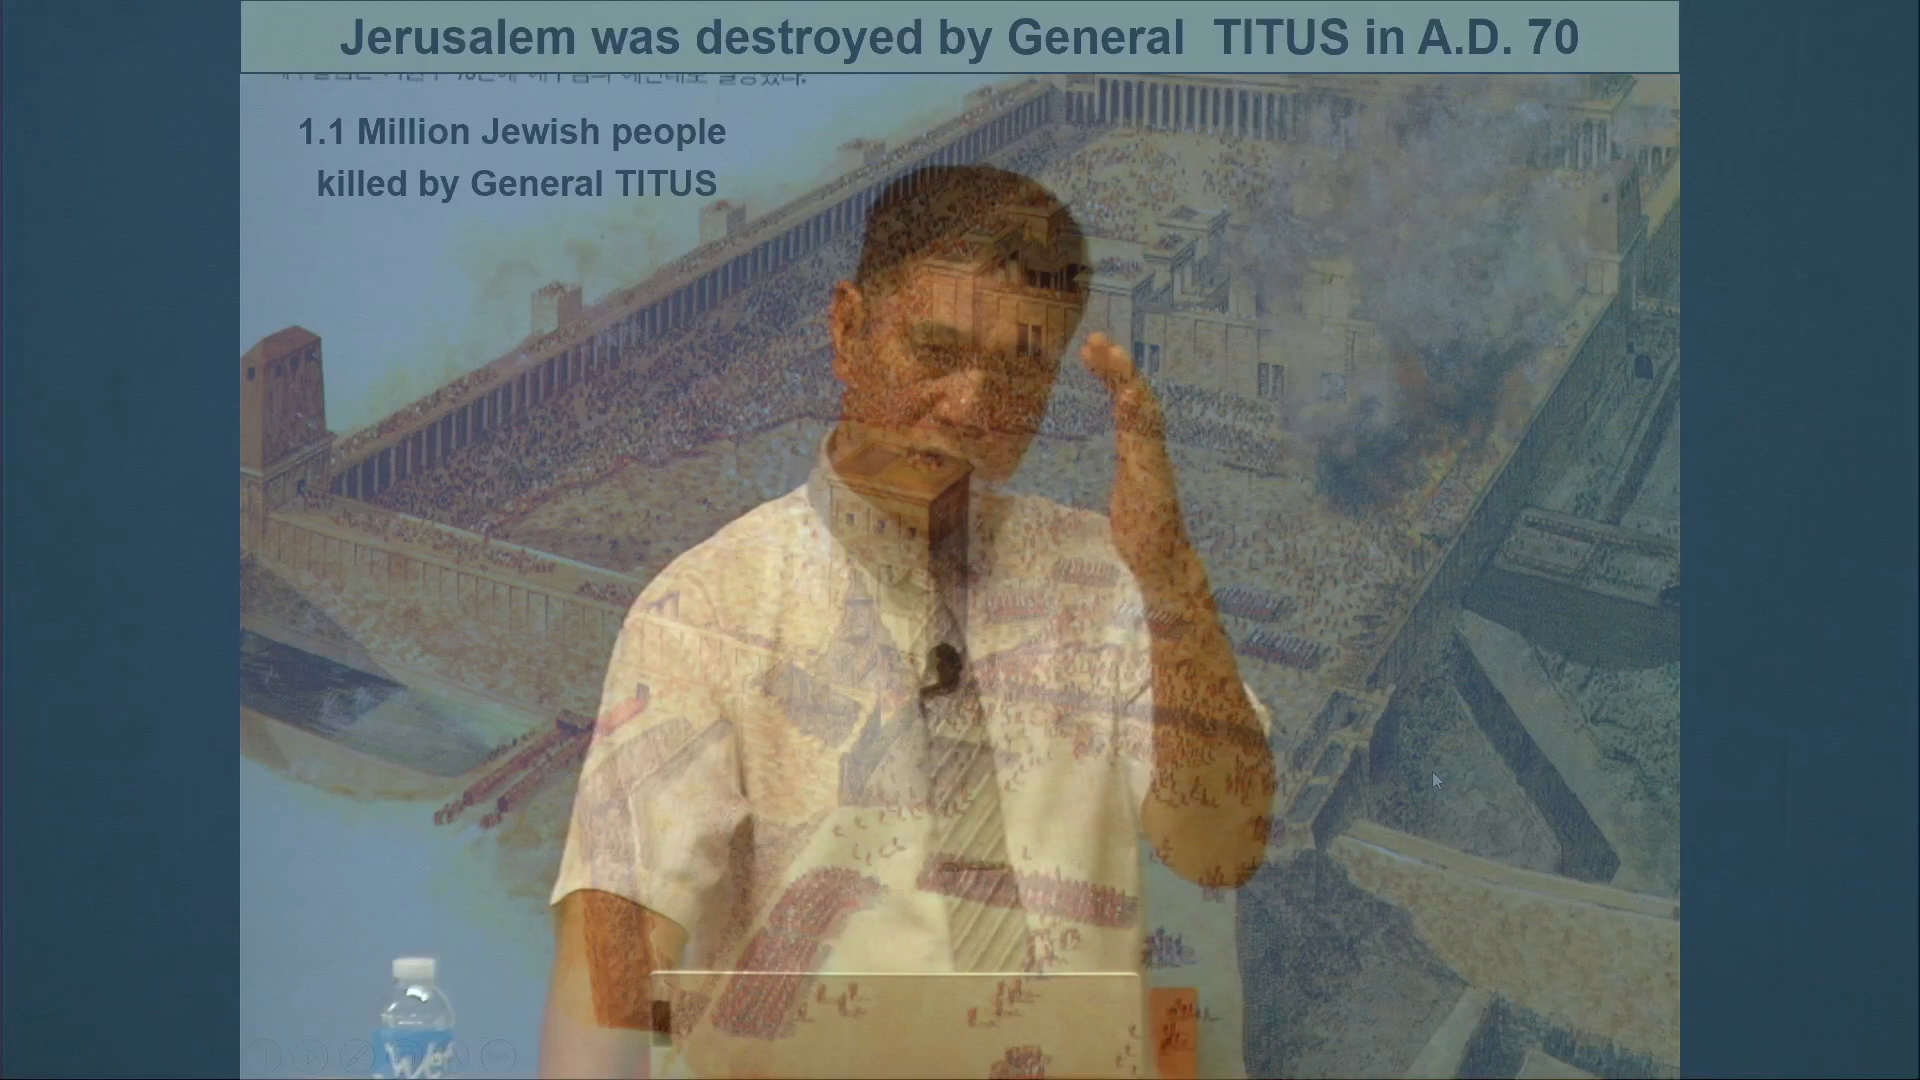 Jerusalem was destroyed by General TITUS in A.D. 70
1.1 Million Jewish people
killed by General TITUS